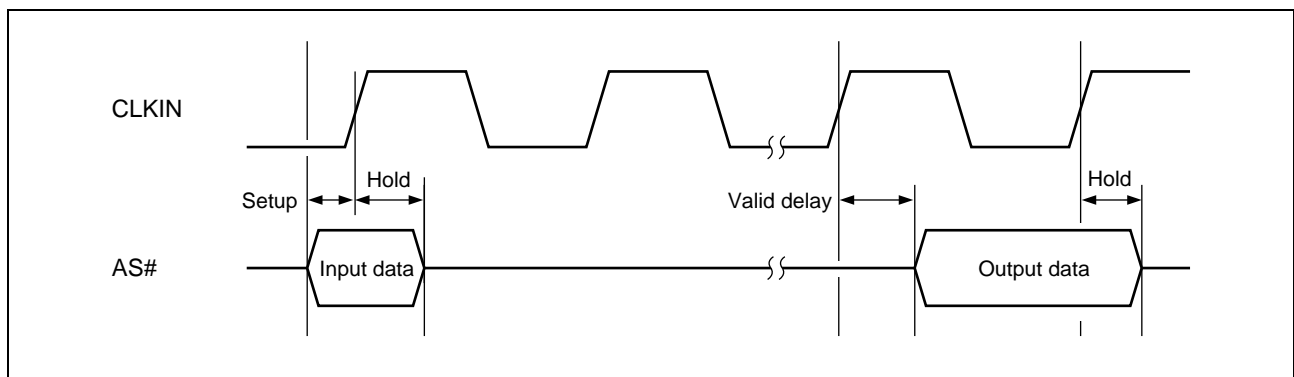 CLKIN
Hold
Hold
Setup
Valid delay
AS#
Input data
Output data